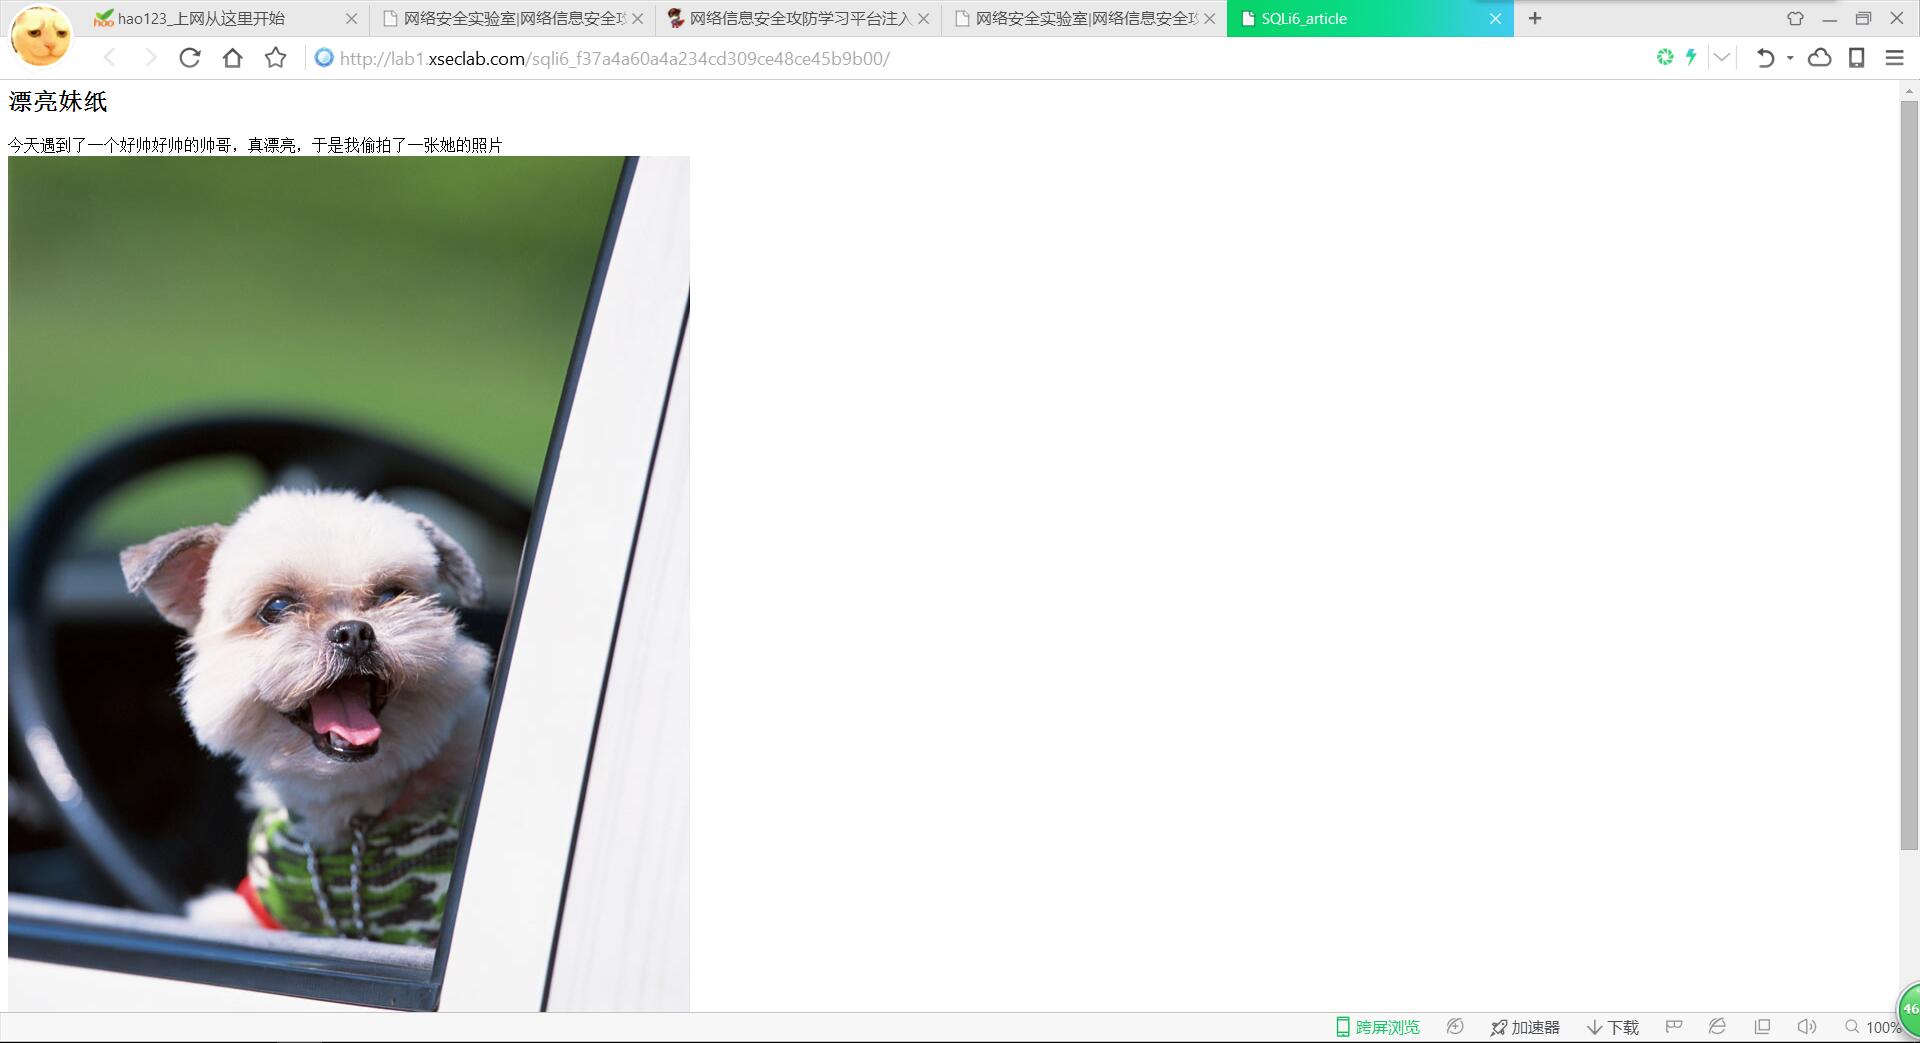 hao123_上网从这里开始
网络安全实验室|网络信息安全攻
网络信息安全攻防学习平台注入
网络安全实验室|网络信息安全攻
SQLi6_article
http://lab1.xseclab.com/sqli6_f37a4a60a4a234cd309ce48ce45b9b00/
漂亮妹纸
今天遇到了一个好帅好帅的帅哥，真漂亮，于是我偷拍了一张她的照片
46
跨屏浏览
加速器
下载
100%